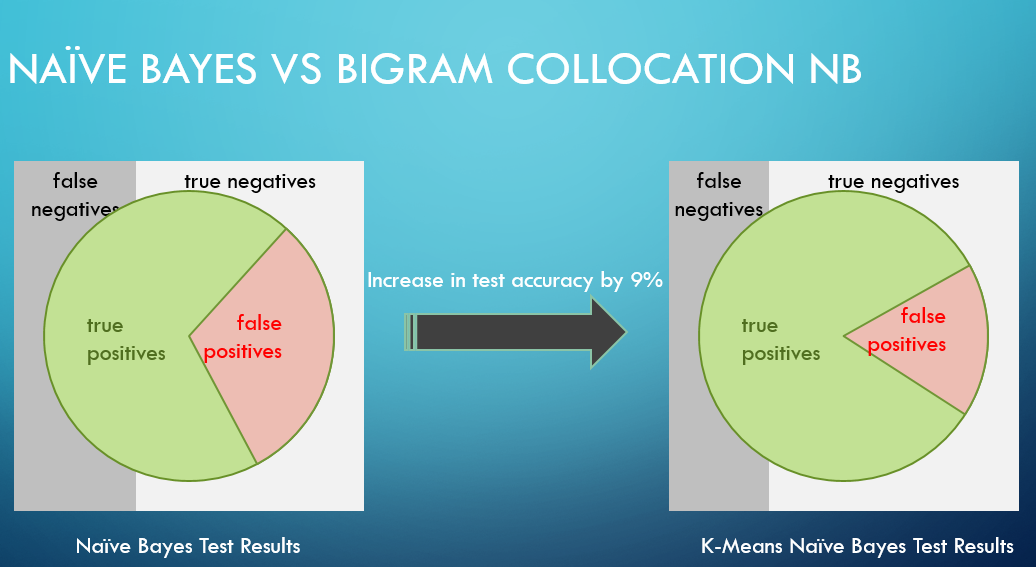 NAÏVE BAYES VS BIGRAM COLLOCATION NB
false
negatives
true negatives
true
positives
false
positives
Naïve Bayes Test Results
Increase in test accuracy by 9%
false
negatives
true negatives
true
positives
false
positives
K-Means Naïve Bayes Test Results